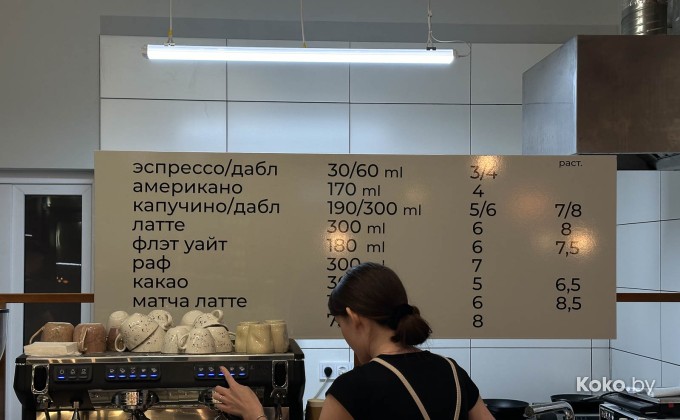 эспрессо/дабл 30/60 ml 3/4 раст.
американо 170 ml 4
капучино/дабл 190/300 ml 5/6 7/8
латте 300 ml 6 8
флэт уайт 180 ml 6 7,5
раф 300 7
какао 5 6,5
матча латте 6 8,5
8
Koko.by